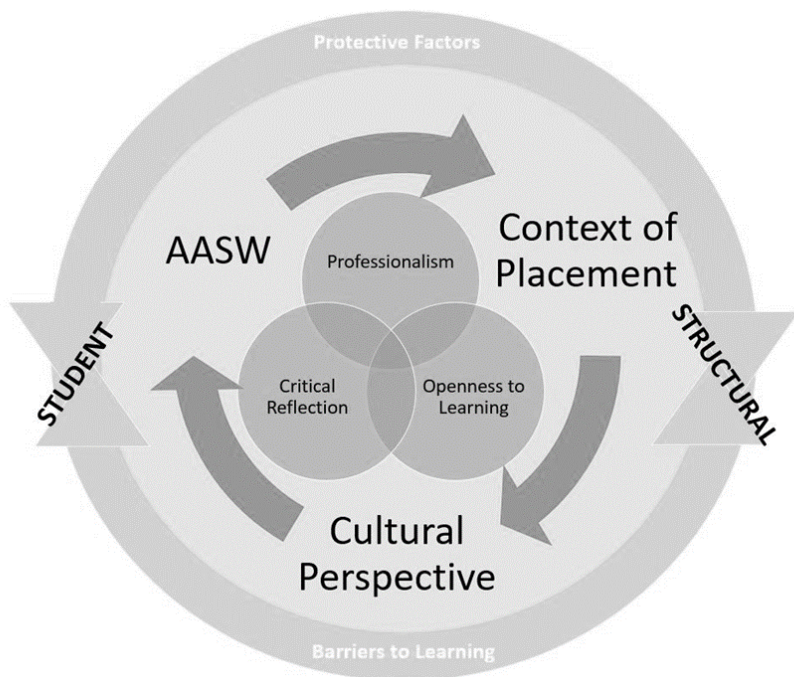 Protective Factors
AASW
Context of
Placement
Professionalism
STUDENT
STRUCTURAL
Critical
Reflection
Openness to
Learning
Cultural
Perspective
Barriers to Learning